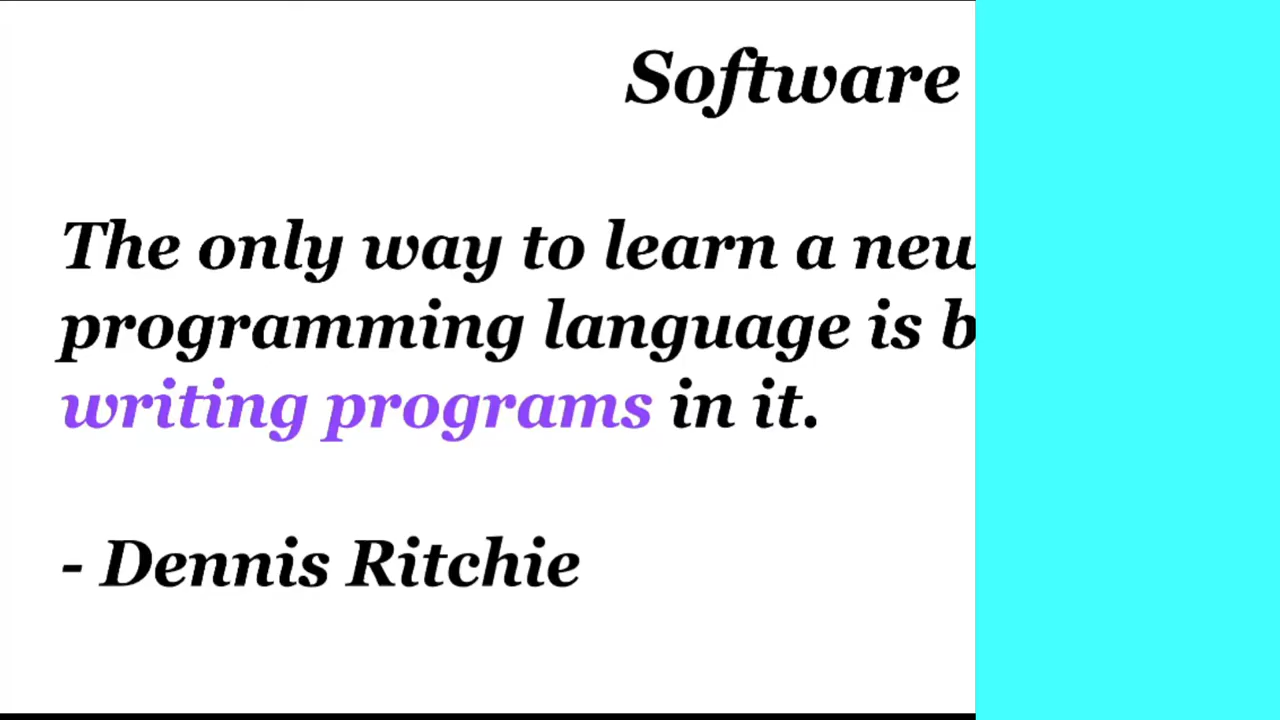 Software
The only way to learn a new
programming language is
writing programs in it.
- Dennis Ritchie